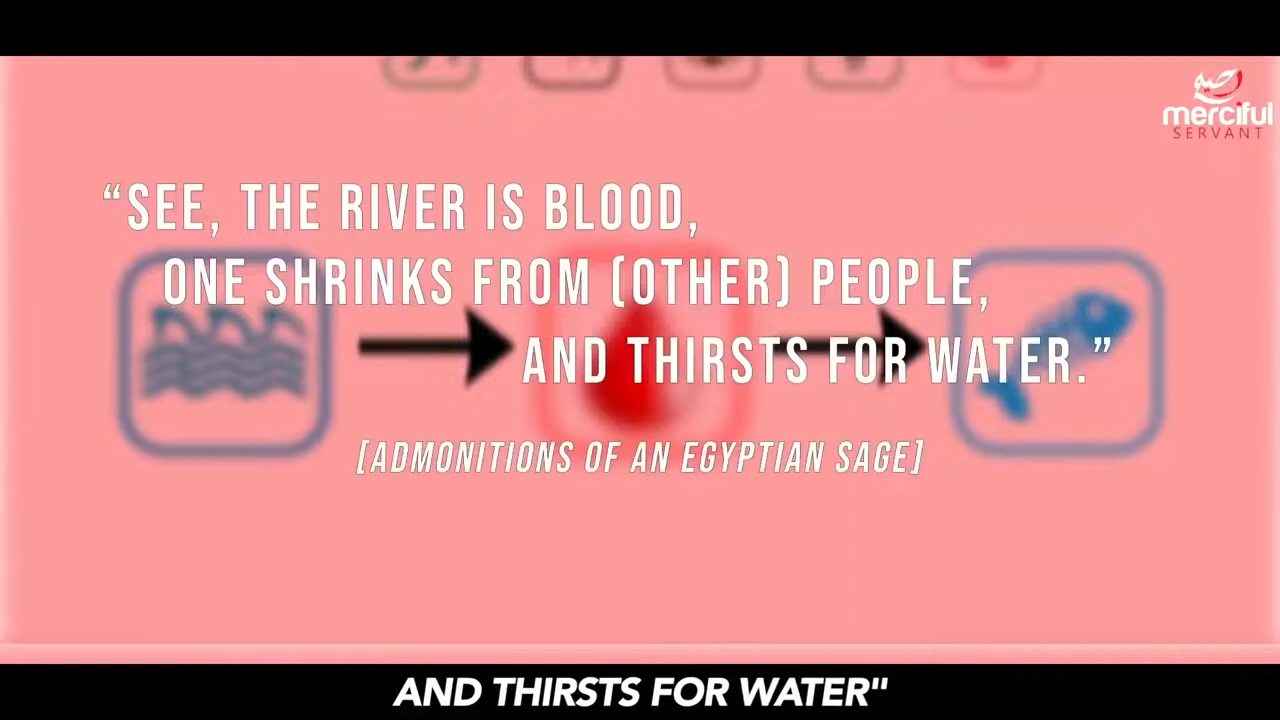 merciful
SERVANT
“SEE, THE RIVER IS BLOOD,
ONE SHRINKS FROM (OTHER) PEOPLE,
AND THIRSTS FOR WATER.”
[ADMONITIONS OF AN EGYPTIAN SAGE]
AND THIRSTS FOR WATER"